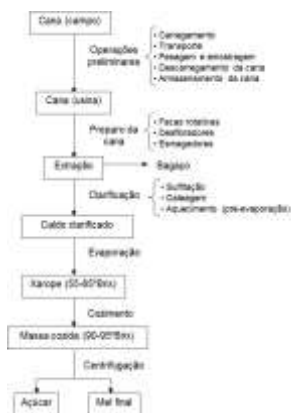 Cana (campo)
Operações
preliminares
• Carregamento
• Transporte
• Pesagem e amostragem
• Descarregamento da cana
• Armazenamento da cana
Cana (usina)
Preparo da
cana
• Facas rotativas
• Desfibradores
• Esmagadores
Extração
Bagaço
Clarificação
• Sulfitação
• Calagem
• Aquecimento (pré-evaporação)
Caldo clarificado
Evaporação
Xarope (55-65°Brix)
Cozimento
Massa cozida (90-95°Brix)
Centrifugação
Açúcar
Mel final